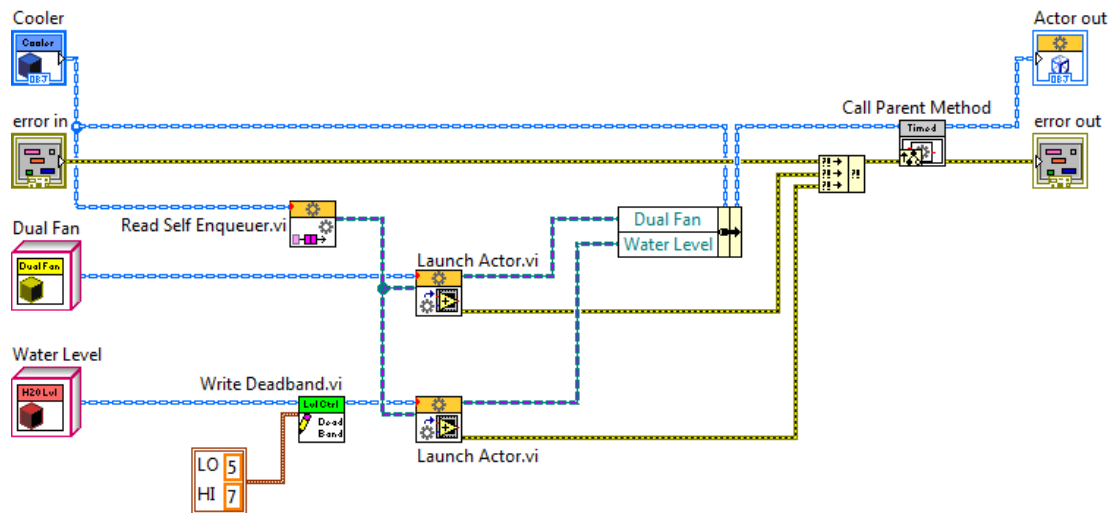 Cooler
Actor out
Cooler
OBJ
OBJ
Call Parent Method
error in
error out
Timed
?!
?!
?!
?!
Dual Fan
Read Self Enqueuer.vi
Dual Fan
Water Level
Dual Fan
Launch Actor.vi
Water Level
H2O Lvl
Write Deadband.vi
Lvl Ctrl
Dead
Band
Launch Actor.vi
LO 5
HI 7